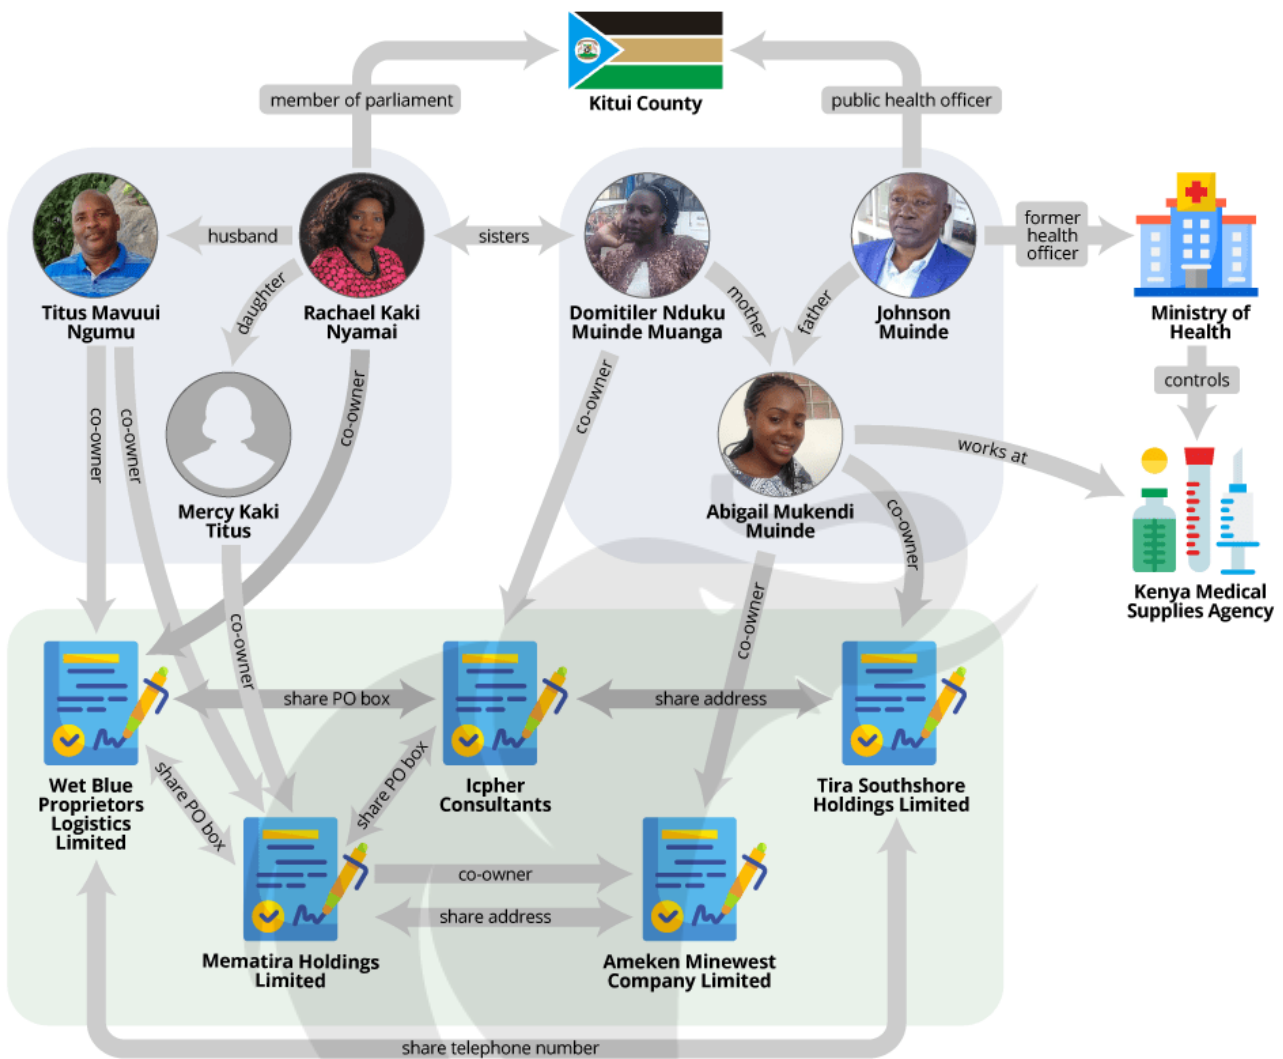 Kitui County
member of parliament
public health officer
husband
sisters
former
health
officer
daughter
mother
father
Titus Mavuui
Ngumu
Rachael Kaki
Nyamai
Domitiler Nduku
Muinde Muanga
Johnson
Muinde
Ministry of
Health
controls
co-owner
co-owner
co-owner
co-owner
works at
Mercy Kaki
Titus
Abigail Mukendi
Muinde
co-owner
Kenya Medical
Supplies Agency
co-owner
co-owner
share PO box
share address
share PO box
share PO box
Wet Blue
Proprietors
Logistics
Limited
Icpher
Consultants
Tira Southshore
Holdings Limited
co-owner
share address
Mematira Holdings
Limited
Ameken Minewest
Company Limited
share telephone number